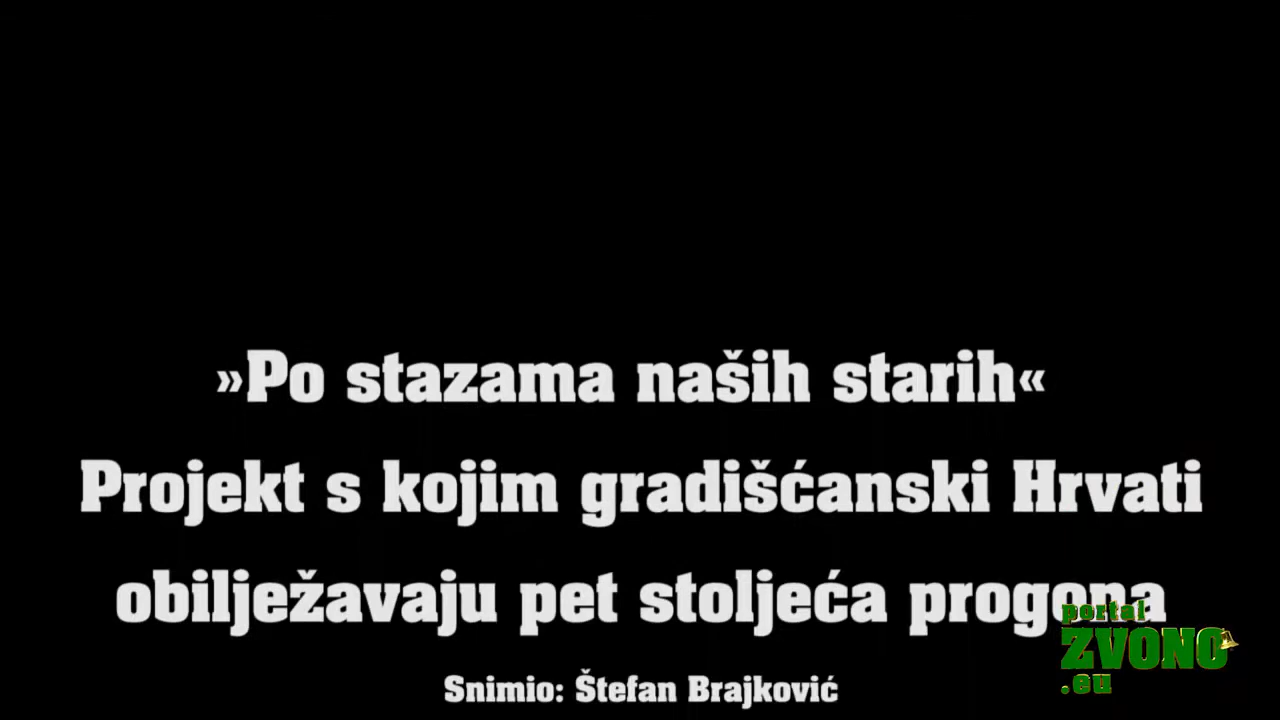 »Po stazama naših starih«
Projekt s kojim gradišćanski Hrvati
obilježavaju pet stoljeća progona
Snimio: Štefan Brajković
portal
ZVONO
.eu